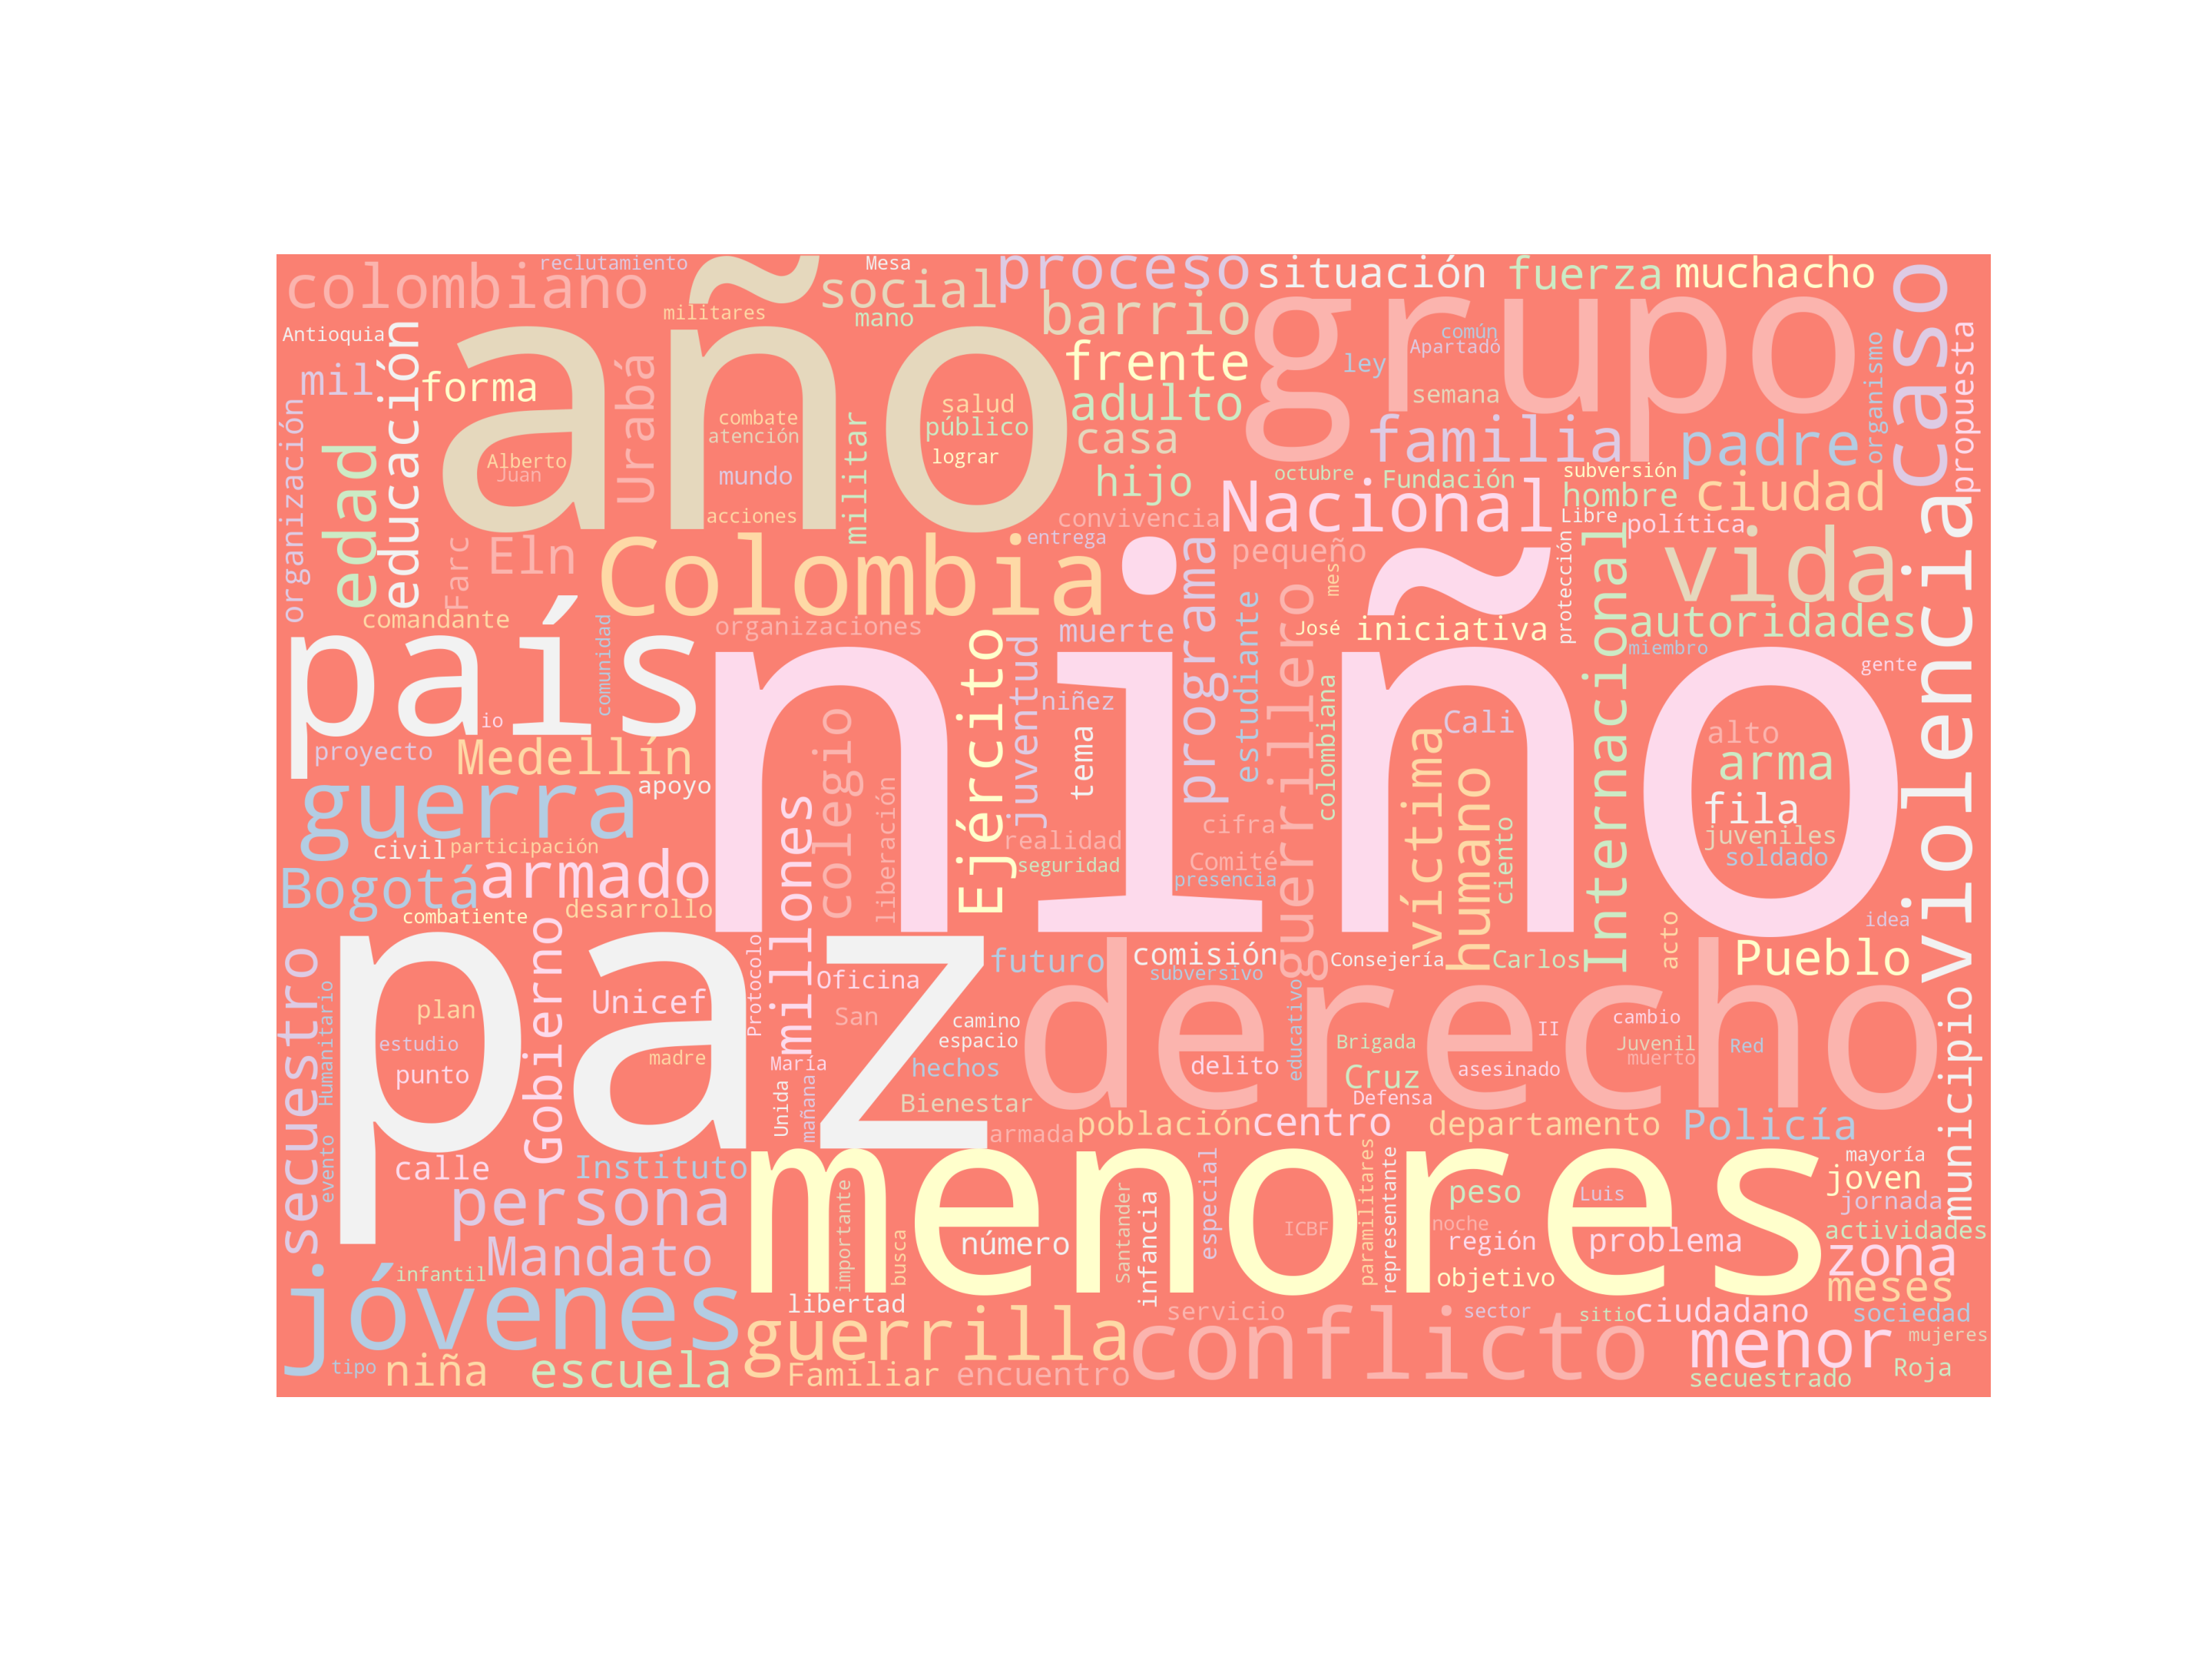 colombiano
reclutamiento
Mesa
proceso
situación
fuerza
muchacho
caso
Antioquia
mil
educación
forma
militares
social
mano
barrio
grupo
común
Apartadó
ley
semana
organismo
propuesta
año
frente
adulto
casa
hijo
familia
padre
organización
edad
Urabá
combate
atención
salud
público
lograr
Alberto
Juan
mundo
acciones
militar
octubre
Fundación
subversión
hombre
ciudad
Libre
política
Nacional
convivencia
entrega
Farc
Eln
Colombia
comandante
comunidad
organizaciones
programa
pequeño
mes
estudiante
guerrillero
José
iniciativa
protección
Internacional
vida
autoridades
miembro
gente
violencia
país
io
proyecto
Medellín
apoyo
niño
Ejército
juventud
muerte
niñez
tema
colombiana
Cali
alto
arma
fila
juveniles
soldado
guerra
civil
participación
armado
Bogotá
combatiente
desarrollo
millones
colegio
liberación
realidad
seguridad
cifra
Comité
presencia
víctima
humano
ciento
idea
secuestro
Humanitario
Gobierno
paz
plan
estudio
punto
Unicef
madre
Protocolo
Oficina
San
María
Unida
mañana
camino
espacio
hechos
Bienestar
armada
futuro
comisión
subversivo
Consejería
Carlos
acto
Pueblo
derecho
delito
educativo
Brigada
Cruz
Defensa
II
asesinado
cambio
Juvenil
muerto
Red
municipio
población
centro
departamento
Policía
evento
calle
Instituto
persona
Mandato
menores
importante
busca
número
Santander
infancia
especial
ICBF
paramilitares
representante
peso
noche
región
Luis
objetivo
problema
mayoría
joven
jornada
actividades
zona
meses
jóvenes
infantil
tipo
niña
escuela
libertad
guerrilla
Familiar
encuentro
servicio
conflicto
sector
sitio
ciudadano
sociedad
menor
mujeres
secuestrado
Roja